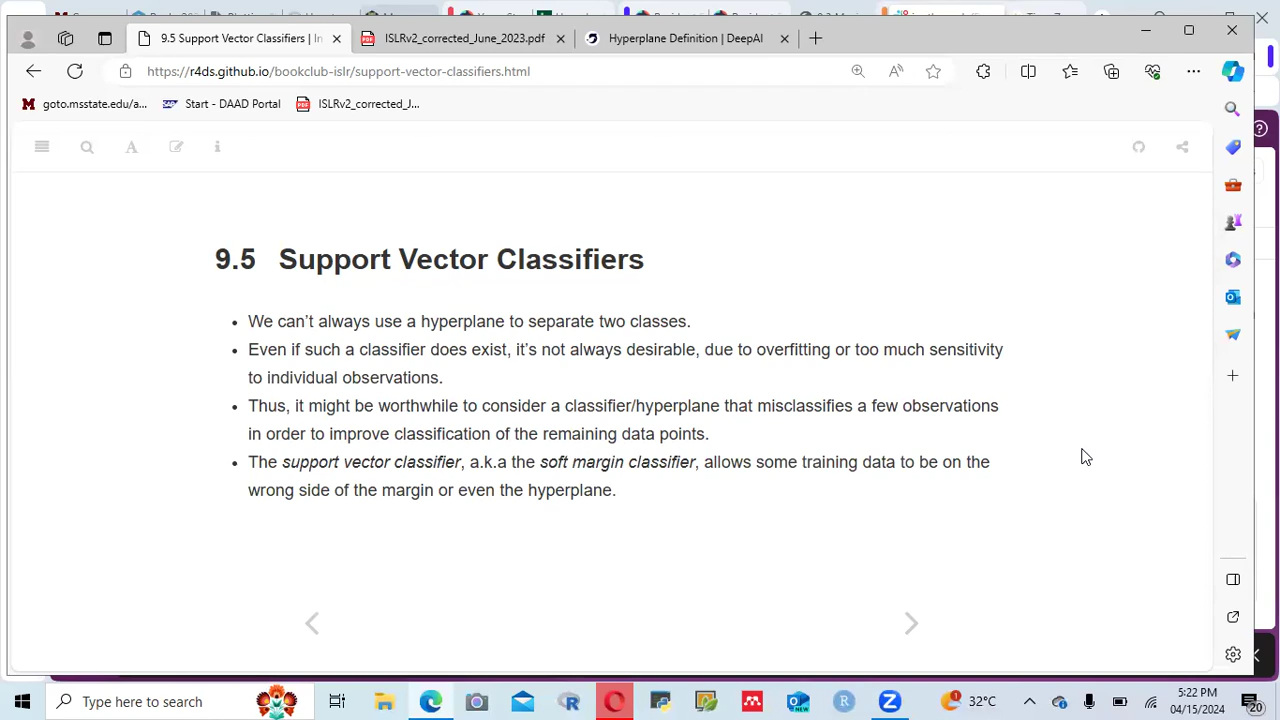 9.5 Support Vector Classifiers | In
ISLRv2_corrected_June_2023.pdf
Hyperplane Definition | DeepAI
https://r4ds.github.io/bookclub-islr/support-vector-classifiers.html
goto.msstate.edu/a...
Start - DAAD Portal
ISLRv2_corrected_J...
9.5 Support Vector Classifiers
• We can’t always use a hyperplane to separate two classes.
• Even if such a classifier does exist, it’s not always desirable, due to overfitting or too much sensitivity
to individual observations.
• Thus, it might be worthwhile to consider a classifier/hyperplane that misclassifies a few observations
in order to improve classification of the remaining data points.
• The support vector classifier, a.k.a the soft margin classifier, allows some training data to be on the
wrong side of the margin or even the hyperplane.
Type here to search
32°C
5:22 PM
04/15/2024
20